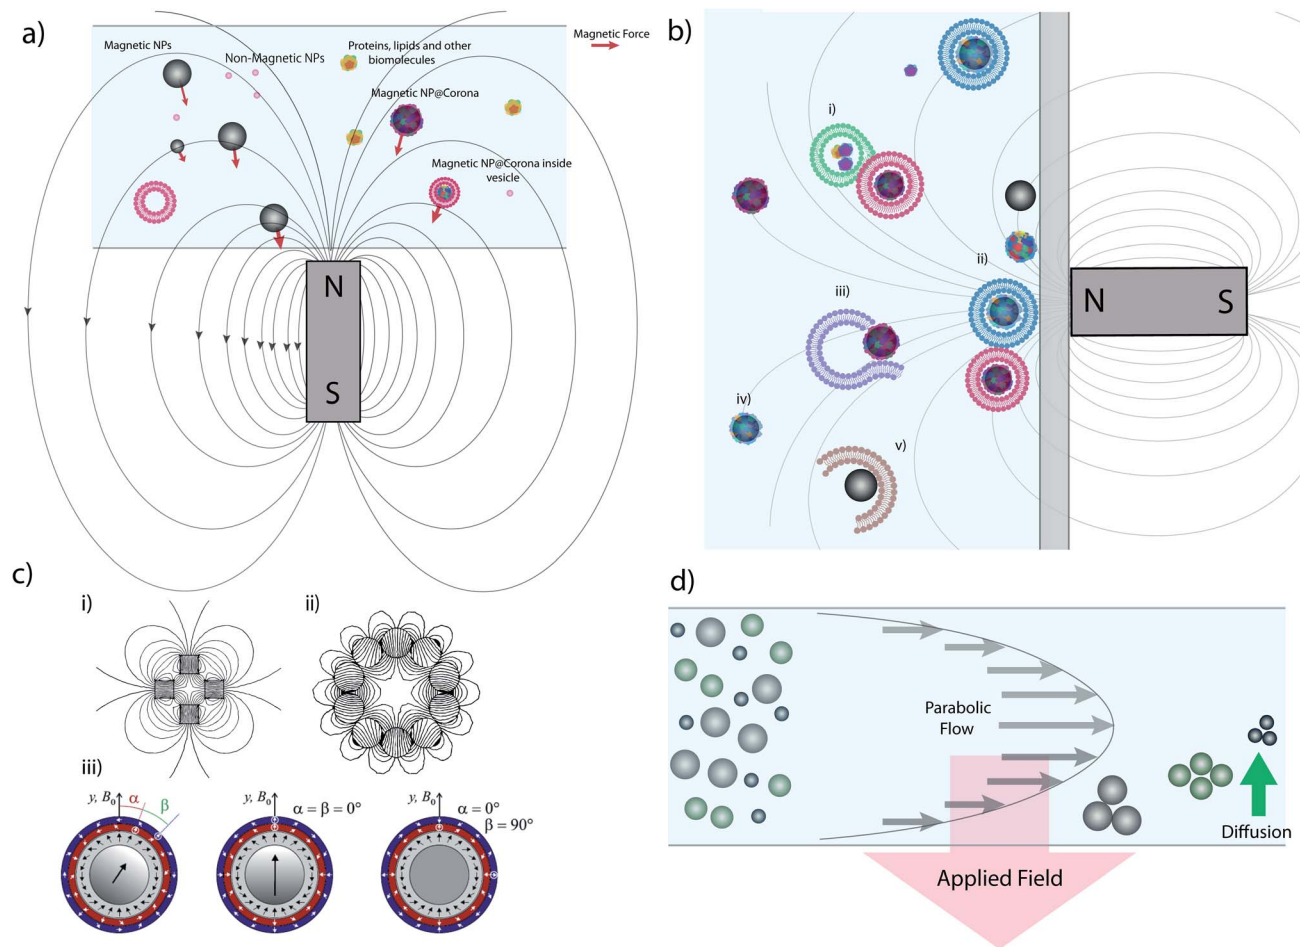 a)
Magnetic NPs
Non-Magnetic NPs
Proteins, lipids and other
biomolecules
Magnetic Force
Magnetic NP@Corona
Magnetic NP@Corona inside
vesicle
N
S
b)
i)
ii)
iii)
iv)
v)
N
S
c)
i)
ii)
iii)
y, B₀ α β
y, B₀ α = β = 0°
y, B₀ α = 0°
β = 90°
d)
Parabolic
Flow
Diffusion
Applied Field